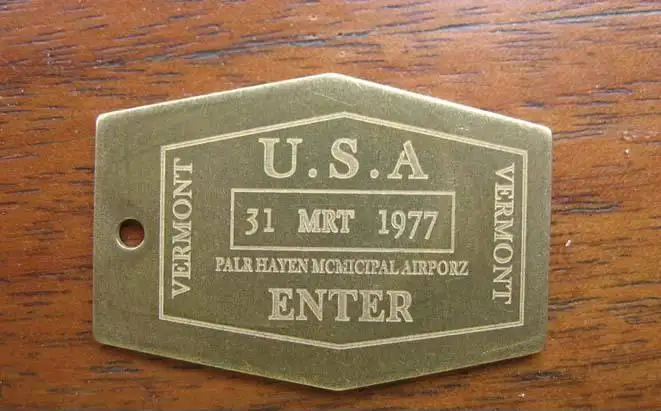 U.S.A
VERMONT
31 MRT 1977
VERMONT
PALR HAYEN MCMICIPAL AIRPORZ
ENTER